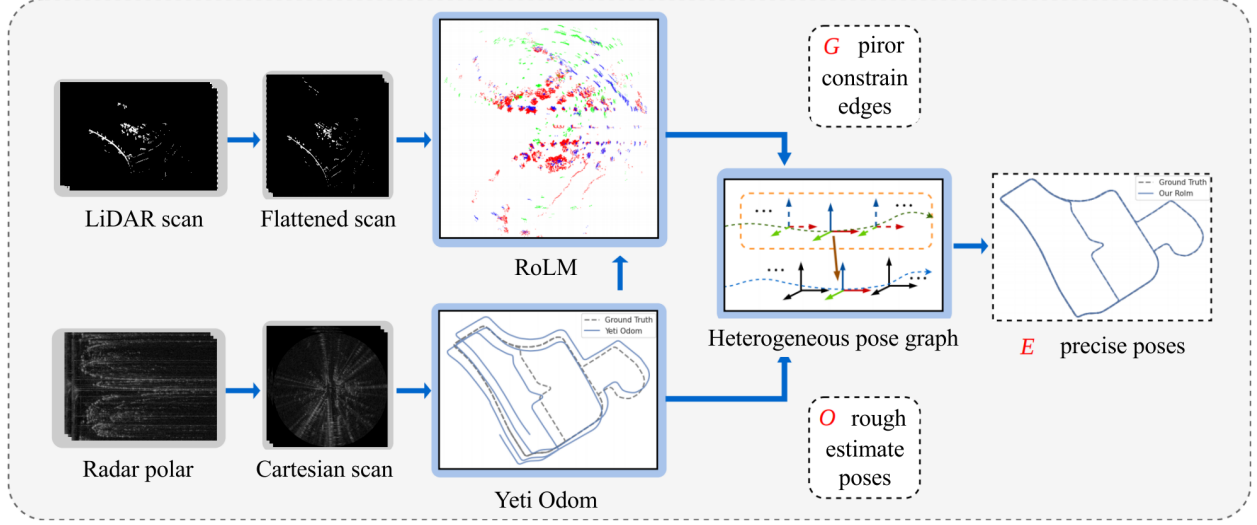 G piror
constrain
edges
LiDAR scan
Flattened scan
RoLM
Ground Truth
Our Rolm
Ground Truth
Yeti Odom
Heterogeneous pose graph
E precise poses
O rough
estimate
poses
Radar polar
Cartesian scan
Yeti Odom